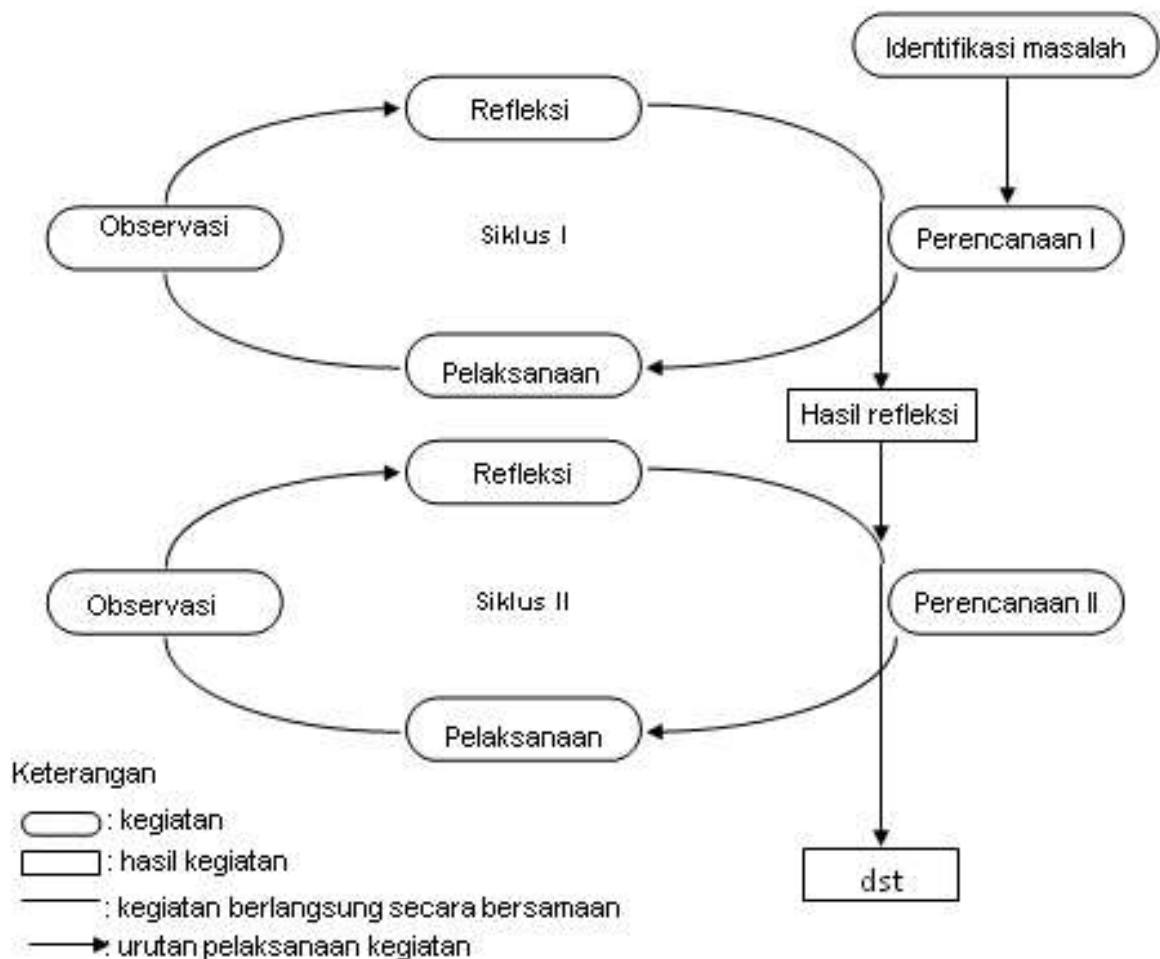 Identifikasi masalah
Refleksi
Observasi
Siklus I
Perencanaan I
Pelaksanaan
Hasil refleksi
Refleksi
Observasi
Siklus II
Perencanaan II
Pelaksanaan
Keterangan
: kegiatan
: hasil kegiatan
: kegiatan berlangsung secara bersamaan
: urutan pelaksanaan kegiatan
dst